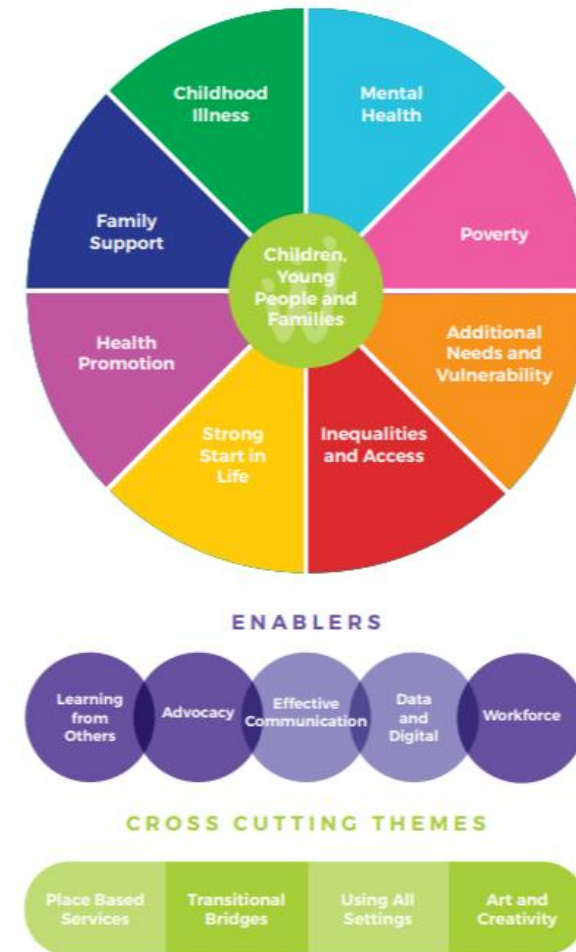 Childhood
Illness
Mental
Health
Family
Support
Poverty
Children,
Young
People and
Families
Health
Promotion
Additional
Needs and
Vulnerability
Strong
Start in
Life
Inequalities
and Access
ENABLERS
Learning
from
Others
Advocacy
Effective
Communication
Data
and
Digital
Workforce
CROSS CUTTING THEMES
Place Based
Services
Transitional
Bridges
Using All
Settings
Art and
Creativity